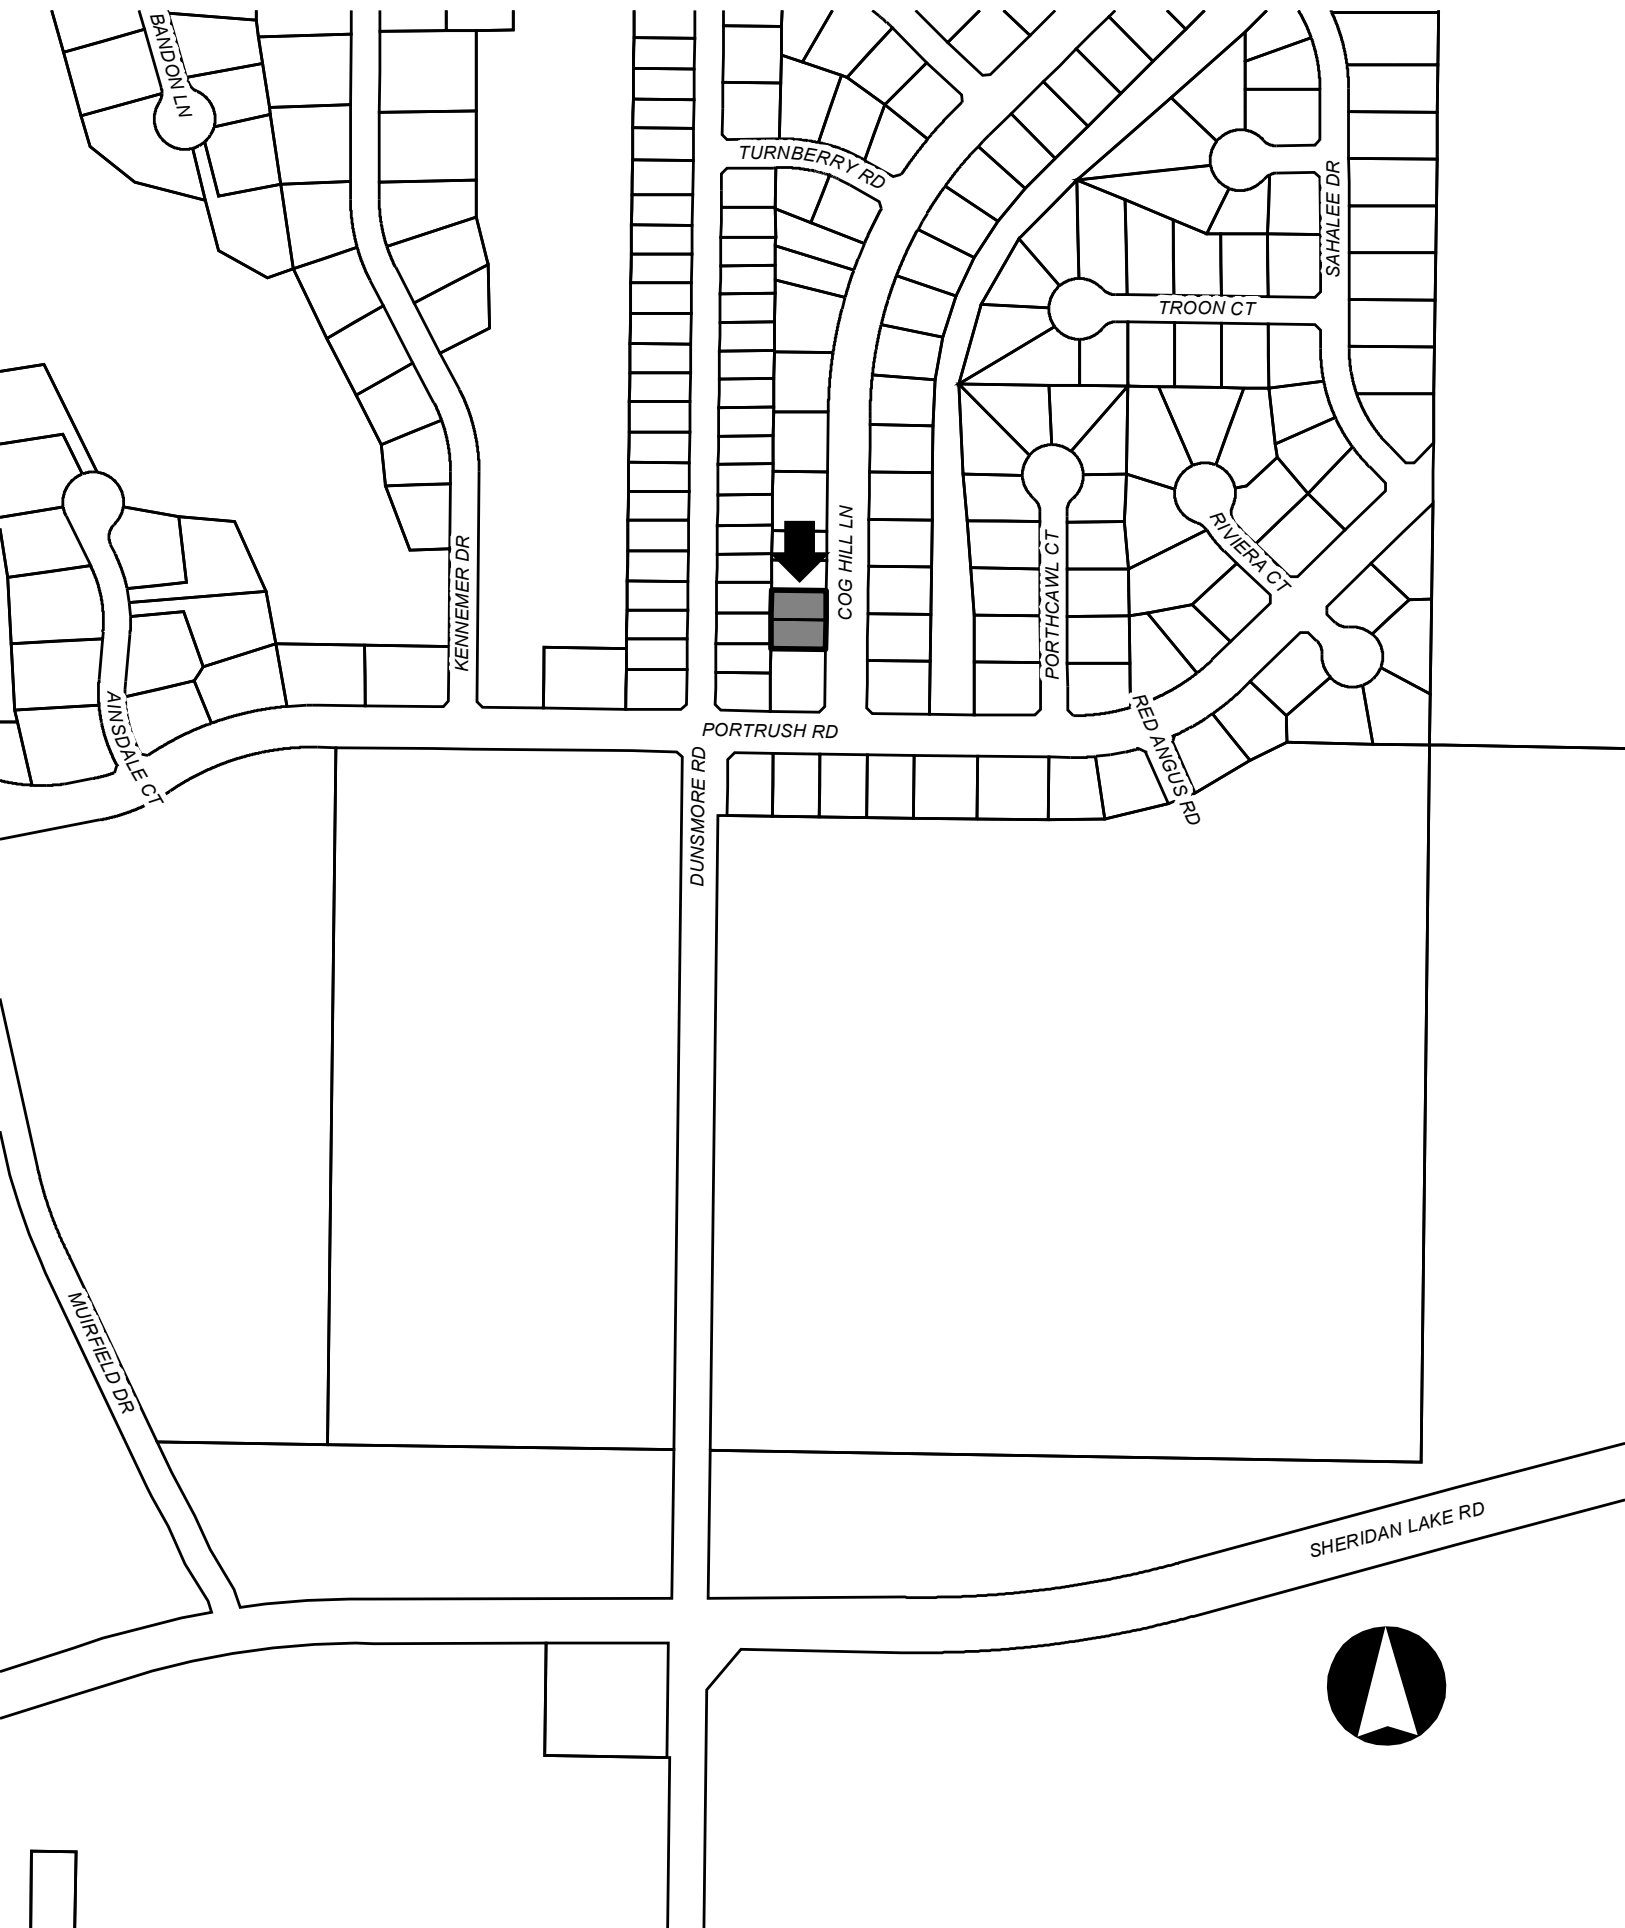 BANDON LN
TURNBERRY RD
SAHALEE DR
TROON CT
COG HILL LN
RIVIERA CT
KENNEMER DR
PORTHCAWL CT
AINSDALE CT
PORTRUSH RD
RED ANGUS RD
DUNSMORE RD
MUIRFIELD DR
SHERIDAN LAKE RD